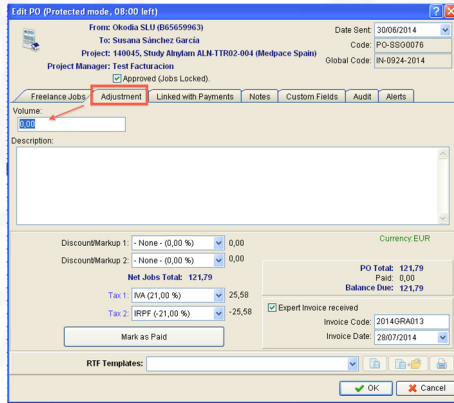 Edit PO (Protected mode, 08:00 left)
From: Okodia SLU (B65659963)
Date Sent: 30/06/2014
To: Susana Sánchez García
Code: PO-SSG00076
Project: 140045, Study Alnylam ALN-TTR02-004 (Medpace Spain)
Global Code: IN-0924-2014
Project Manager: Test Facturacion
Approved (Jobs Locked).
Freelance Jobs Adjustment Linked with Payments Notes Custom Fields Audit Alerts
Volume:
0,00
Description:
Currency:EUR
Discount/Markup 1: - None - (0,00 %) 0,00
Discount/Markup 2: - None - (0,00 %) 0,00
Net Jobs Total: 121,79
PO Total: 121,79
Paid: 0,00
Balance Due: 121,79
Tax 1: IVA (21,00 %) 25,58
Tax 2: IRPF (-21,00 %) -25,58
Expert Invoice received
Invoice Code: 2014GRA013
Invoice Date: 28/07/2014
Mark as Paid
RTF Templates:
OK Cancel